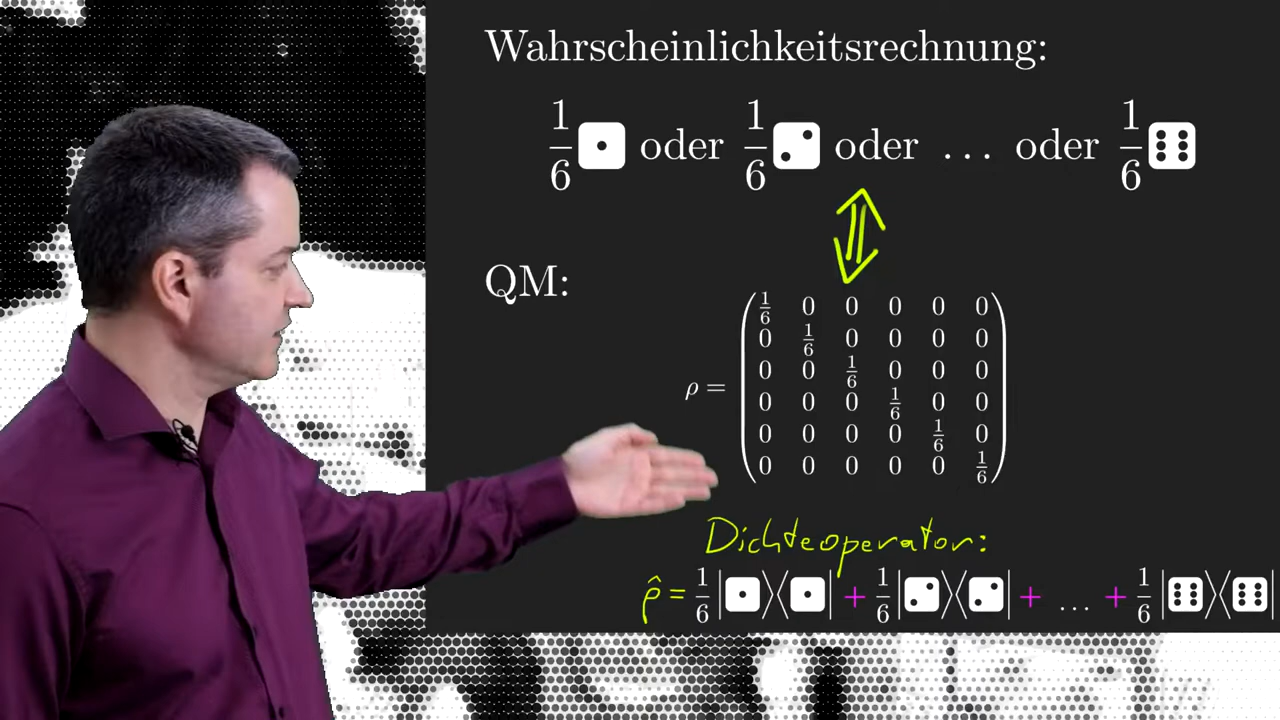 Wahrscheinlichkeitsrechnung:
1/6 ⚀ oder 1/6 ⚁ oder … oder 1/6 ⚅
QM:
ρ =
1/6 0 0 0 0 0
0 1/6 0 0 0 0
0 0 1/6 0 0 0
0 0 0 1/6 0 0
0 0 0 0 1/6 0
0 0 0 0 0 1/6
Dichteoperator:
ρ̂ = 1/6 |⚀⟩⟨⚀| + 1/6 |⚁⟩⟨⚁| + … + 1/6 |⚅⟩⟨⚅|